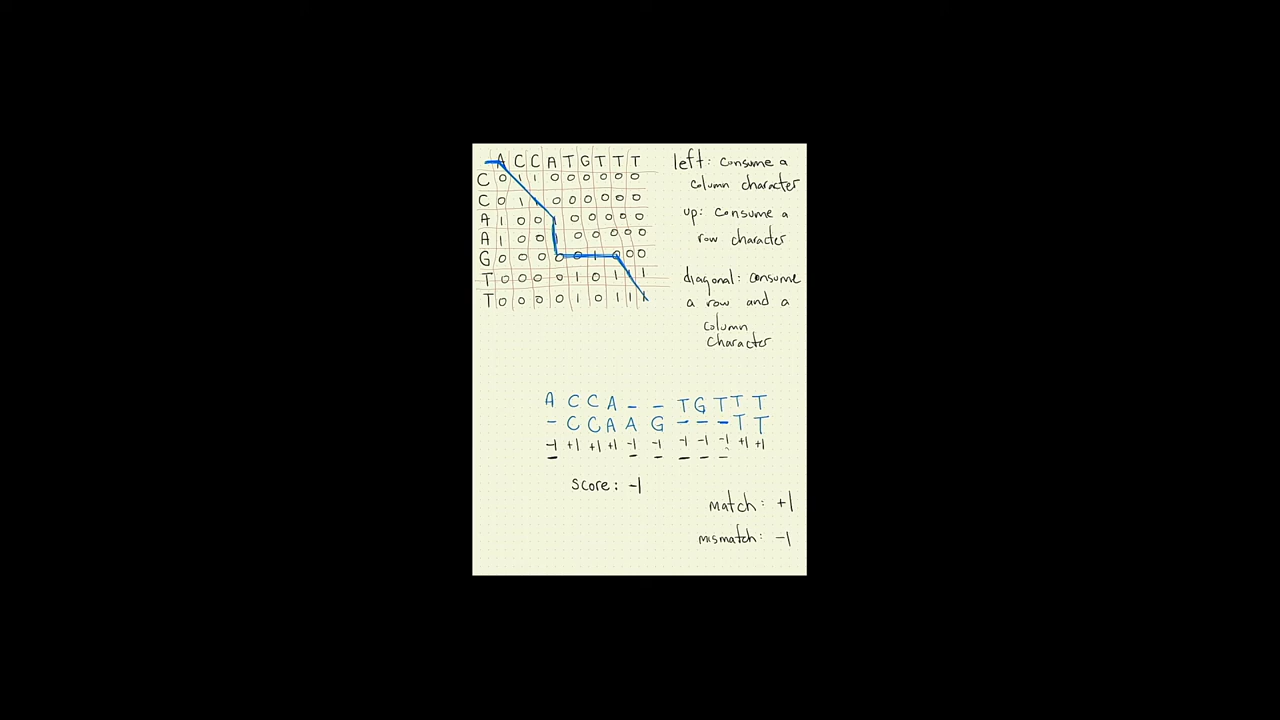 A C C A T G T T T
C 0 1 1 0 0 0 0 0 0
C 0 1 1 0 0 0 0 0 0
A 1 0 0 1 0 0 0 0 0
A 1 0 0 1 0 0 0 0 0
G 0 0 0 0 0 1 0 0 0
T 0 0 0 0 1 0 1 1 1
T 0 0 0 0 1 0 1 1 1
left: consume a
column character
up: consume a
row character
diagonal: consume
a row and a
column
character
A C C A - - T G T T T
- C C A A G - - - T T
-1 +1 +1 +1 -1 -1 -1 -1 -1 +1 +1
score: -1
match: +1
mismatch: -1